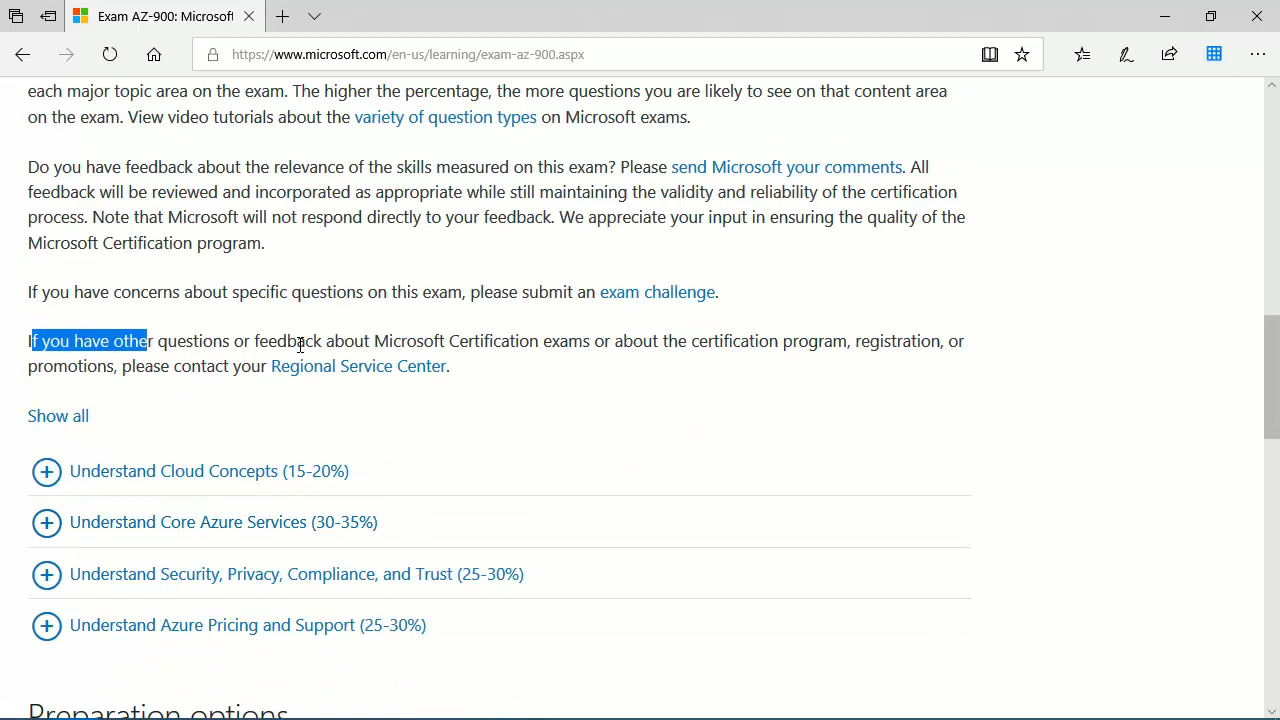 Exam AZ-900: Microsoft
https://www.microsoft.com/en-us/learning/exam-az-900.aspx
each major topic area on the exam. The higher the percentage, the more questions you are likely to see on that content area
on the exam. View video tutorials about the variety of question types on Microsoft exams.
Do you have feedback about the relevance of the skills measured on this exam? Please send Microsoft your comments. All
feedback will be reviewed and incorporated as appropriate while still maintaining the validity and reliability of the certification
process. Note that Microsoft will not respond directly to your feedback. We appreciate your input in ensuring the quality of the
Microsoft Certification program.
If you have concerns about specific questions on this exam, please submit an exam challenge.
If you have other questions or feedback about Microsoft Certification exams or about the certification program, registration, or
promotions, please contact your Regional Service Center.
Show all
Understand Cloud Concepts (15-20%)
Understand Core Azure Services (30-35%)
Understand Security, Privacy, Compliance, and Trust (25-30%)
Understand Azure Pricing and Support (25-30%)
Preparation options